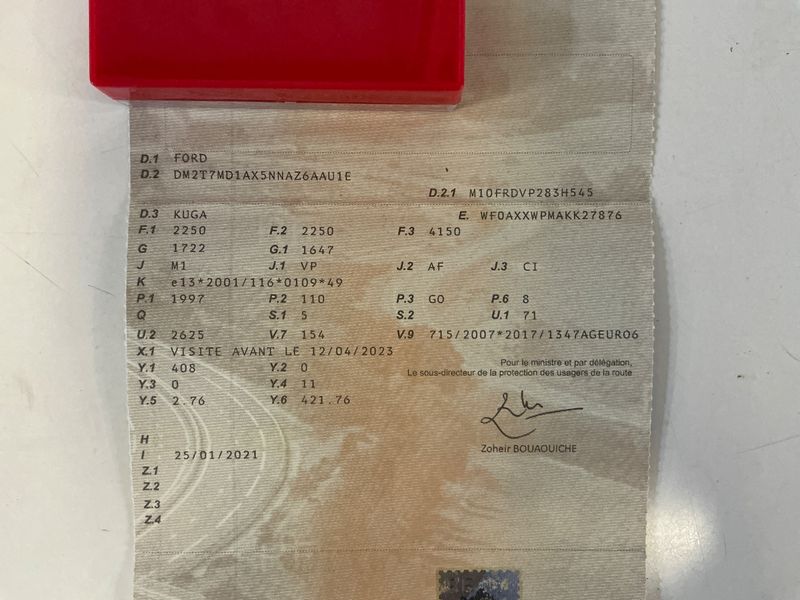 D.1 FORD
D.2 DM2T7MD1AX5NNAZ6AAU1E
D.2.1 M10FRDVP283H545
D.3 KUGA E. WF0AXXWPMAKK27876
F.1 2250 F.2 2250 F.3 4150
G 1722 G.1 1647
J M1 J.1 VP J.2 AF J.3 CI
K e13*2001/116*0109*49
P.1 1997 P.2 110 P.3 GO P.6 8
Q S.1 5 S.2 U.1 71
U.2 2625 V.7 154 V.9 715/2007*2017/1347AGEURO6
X.1 VISITE AVANT LE 12/04/2023
Pour le ministre et par délégation,
Le sous-directeur de la protection des usagers de la route
Y.1 408 Y.2 0
Y.3 0 Y.4 11
Y.5 2.76 Y.6 421.76
H
Zoheir BOUAOUICHE
I 25/01/2021
Z.1
Z.2
Z.3
Z.4